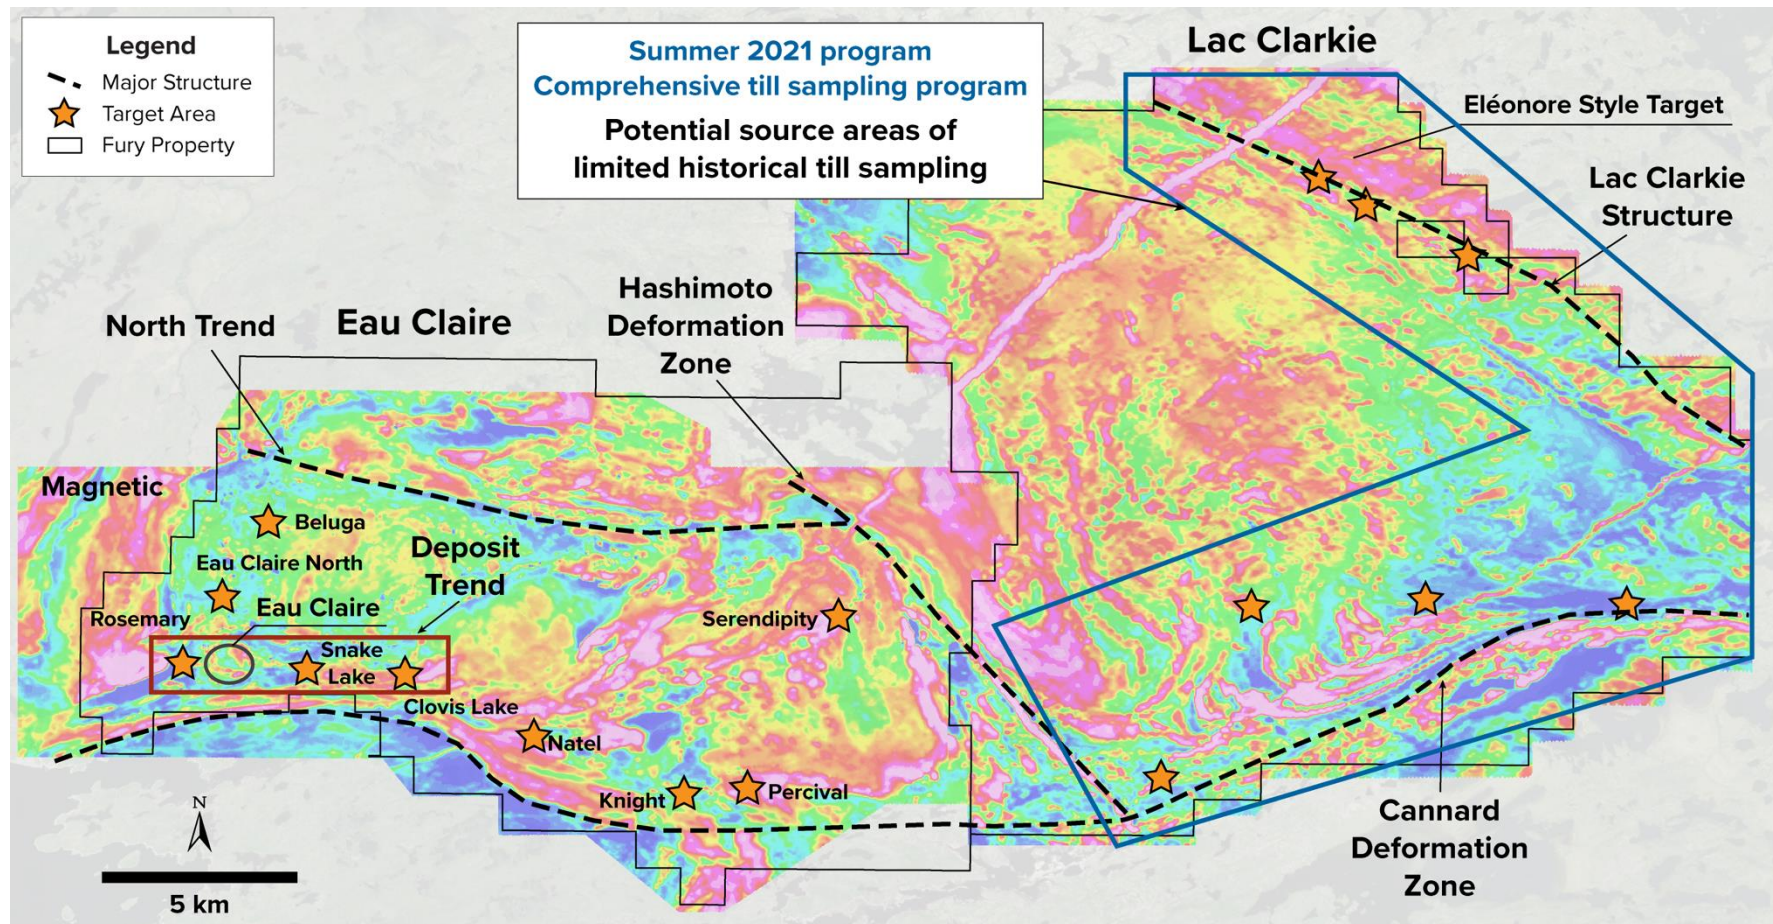 Legend
Major Structure
Target Area
Fury Property
Summer 2021 program
Comprehensive till sampling program
Potential source areas of
limited historical till sampling
Lac Clarkie
Eléonore Style Target
Lac Clarkie
Structure
Hashimoto
Deformation
Zone
North Trend
Eau Claire
Magnetic
Beluga
Eau Claire North
Deposit
Trend
Rosemary
Eau Claire
Serendipity
Snake
Lake
Clovis Lake
Natel
Knight
Percival
Cannard
Deformation
Zone
N
5 km